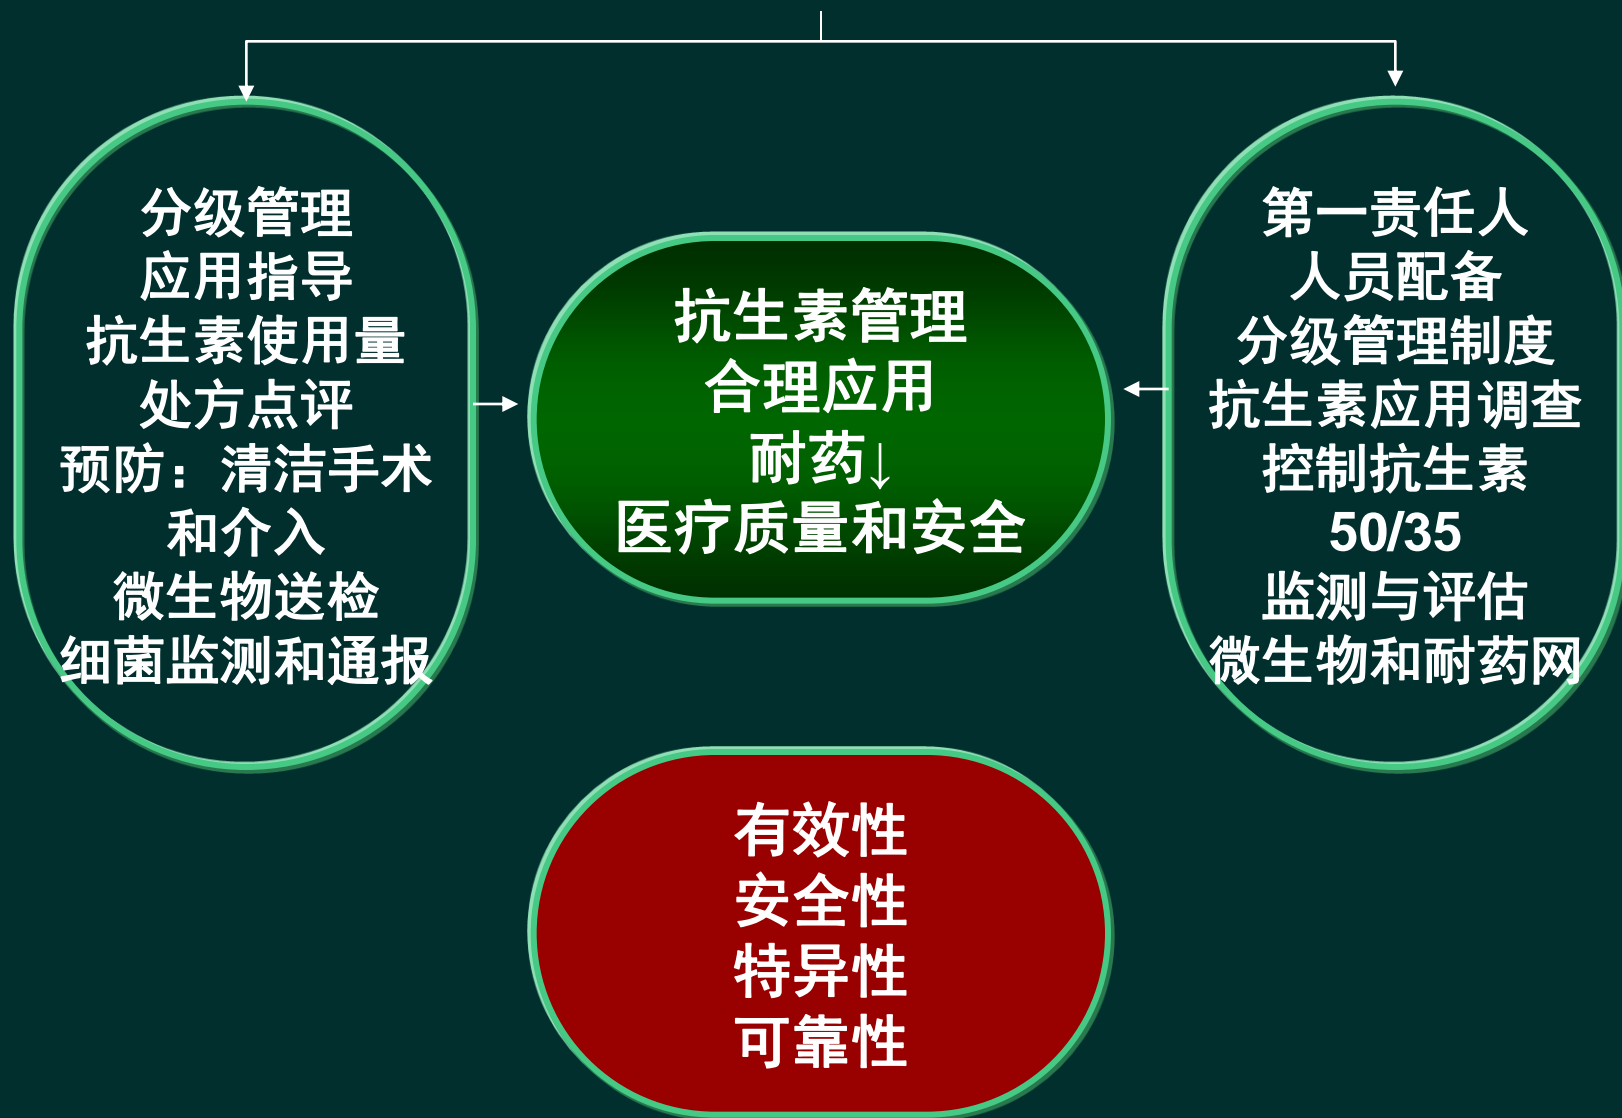 分级管理
应用指导
抗生素使用量
处方点评
预防：清洁手术
和介入
微生物送检
细菌监测和通报
抗生素管理
合理应用
耐药↓
医疗质量和安全
第一责任人
人员配备
分级管理制度
抗生素应用调查
控制抗生素
50/35
监测与评估
微生物和耐药网
有效性
安全性
特异性
可靠性